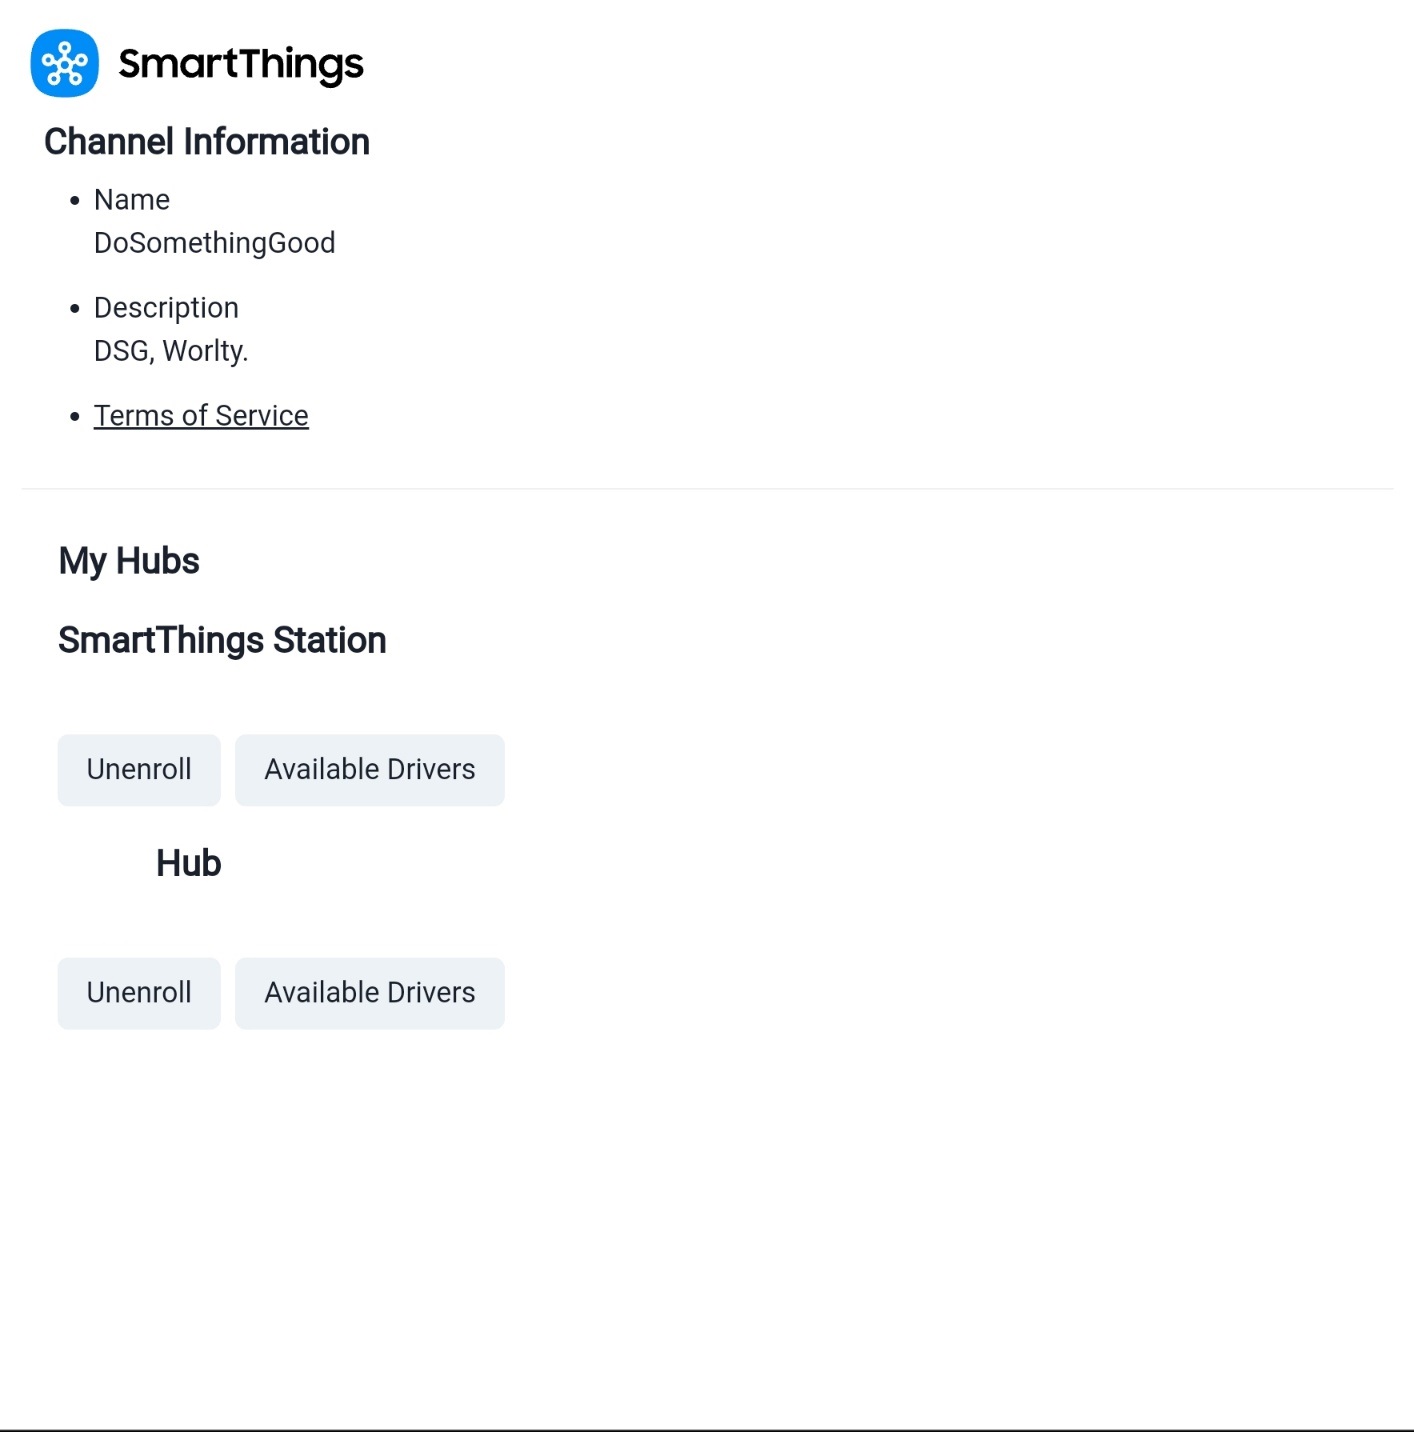 SmartThings
Channel Information
Name
DoSomethingGood
Description
DSG, Worlty.
Terms of Service
My Hubs
SmartThings Station
Unenroll Available Drivers
Hub
Unenroll Available Drivers